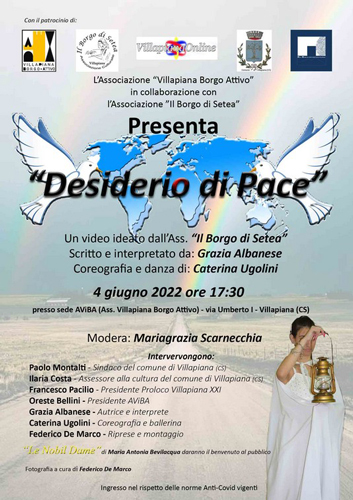 Con il patrocinio di:
VILLAPIANA
BORGO ATTIVO
Il Borgo di Setea
VillapianaOnline
L'Associazione "Villapiana Borgo Attivo"
in collaborazione con
l'Associazione "Il Borgo di Setea"
Presenta
"Desiderio di Pace"
Un video ideato dall'Ass. "Il Borgo di Setea"
Scritto e interpretato da: Grazia Albanese
Coreografia e danza di: Caterina Ugolini
4 giugno 2022 ore 17:30
presso sede AViBA (Ass. Villapiana Borgo Attivo) - via Umberto I - Villapiana (CS)
Modera: Mariagrazia Scarnecchia
Intervervongono:
Paolo Montalti - Sindaco del comune di Villapiana (CS)
Ilaria Costa - Assessore alla cultura del comune di Villapiana (CS)
Francesco Pacilio - Presidente Proloco Villapiana XXI
Oreste Bellini - Presidente AViBA
Grazia Albanese - Autrice e interprete
Caterina Ugolini - Coreografia e ballerina
Federico De Marco - Riprese e montaggio
"Le Nobil Dame" di Maria Antonia Bevilacqua daranno il benvenuto al pubblico
Fotografia a cura di Federico De Marco
Ingresso nel rispetto delle norme Anti-Covid vigenti